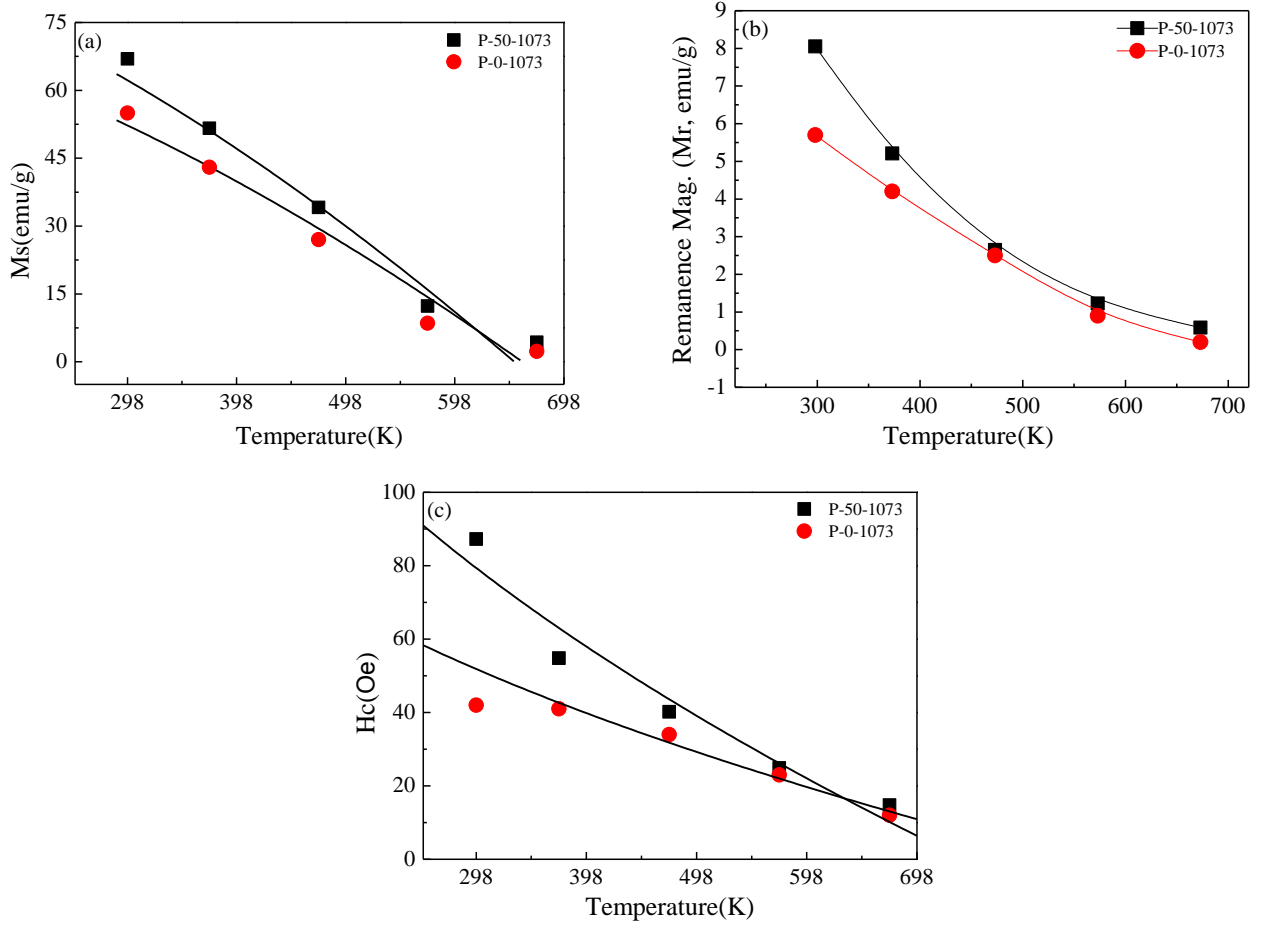 (a)
P-50-1073
P-0-1073
75
60
45
30
15
0
Ms(emu/g)
298
398
498
598
698
Temperature(K)
(b)
P-50-1073
P-0-1073
9
8
7
6
5
4
3
2
1
0
-1
Remanence Mag. (Mr, emu/g)
300
400
500
600
700
Temperature(K)
(c)
P-50-1073
P-0-1073
100
80
60
40
20
0
Hc(Oe)
298
398
498
598
698
Temperature(K)